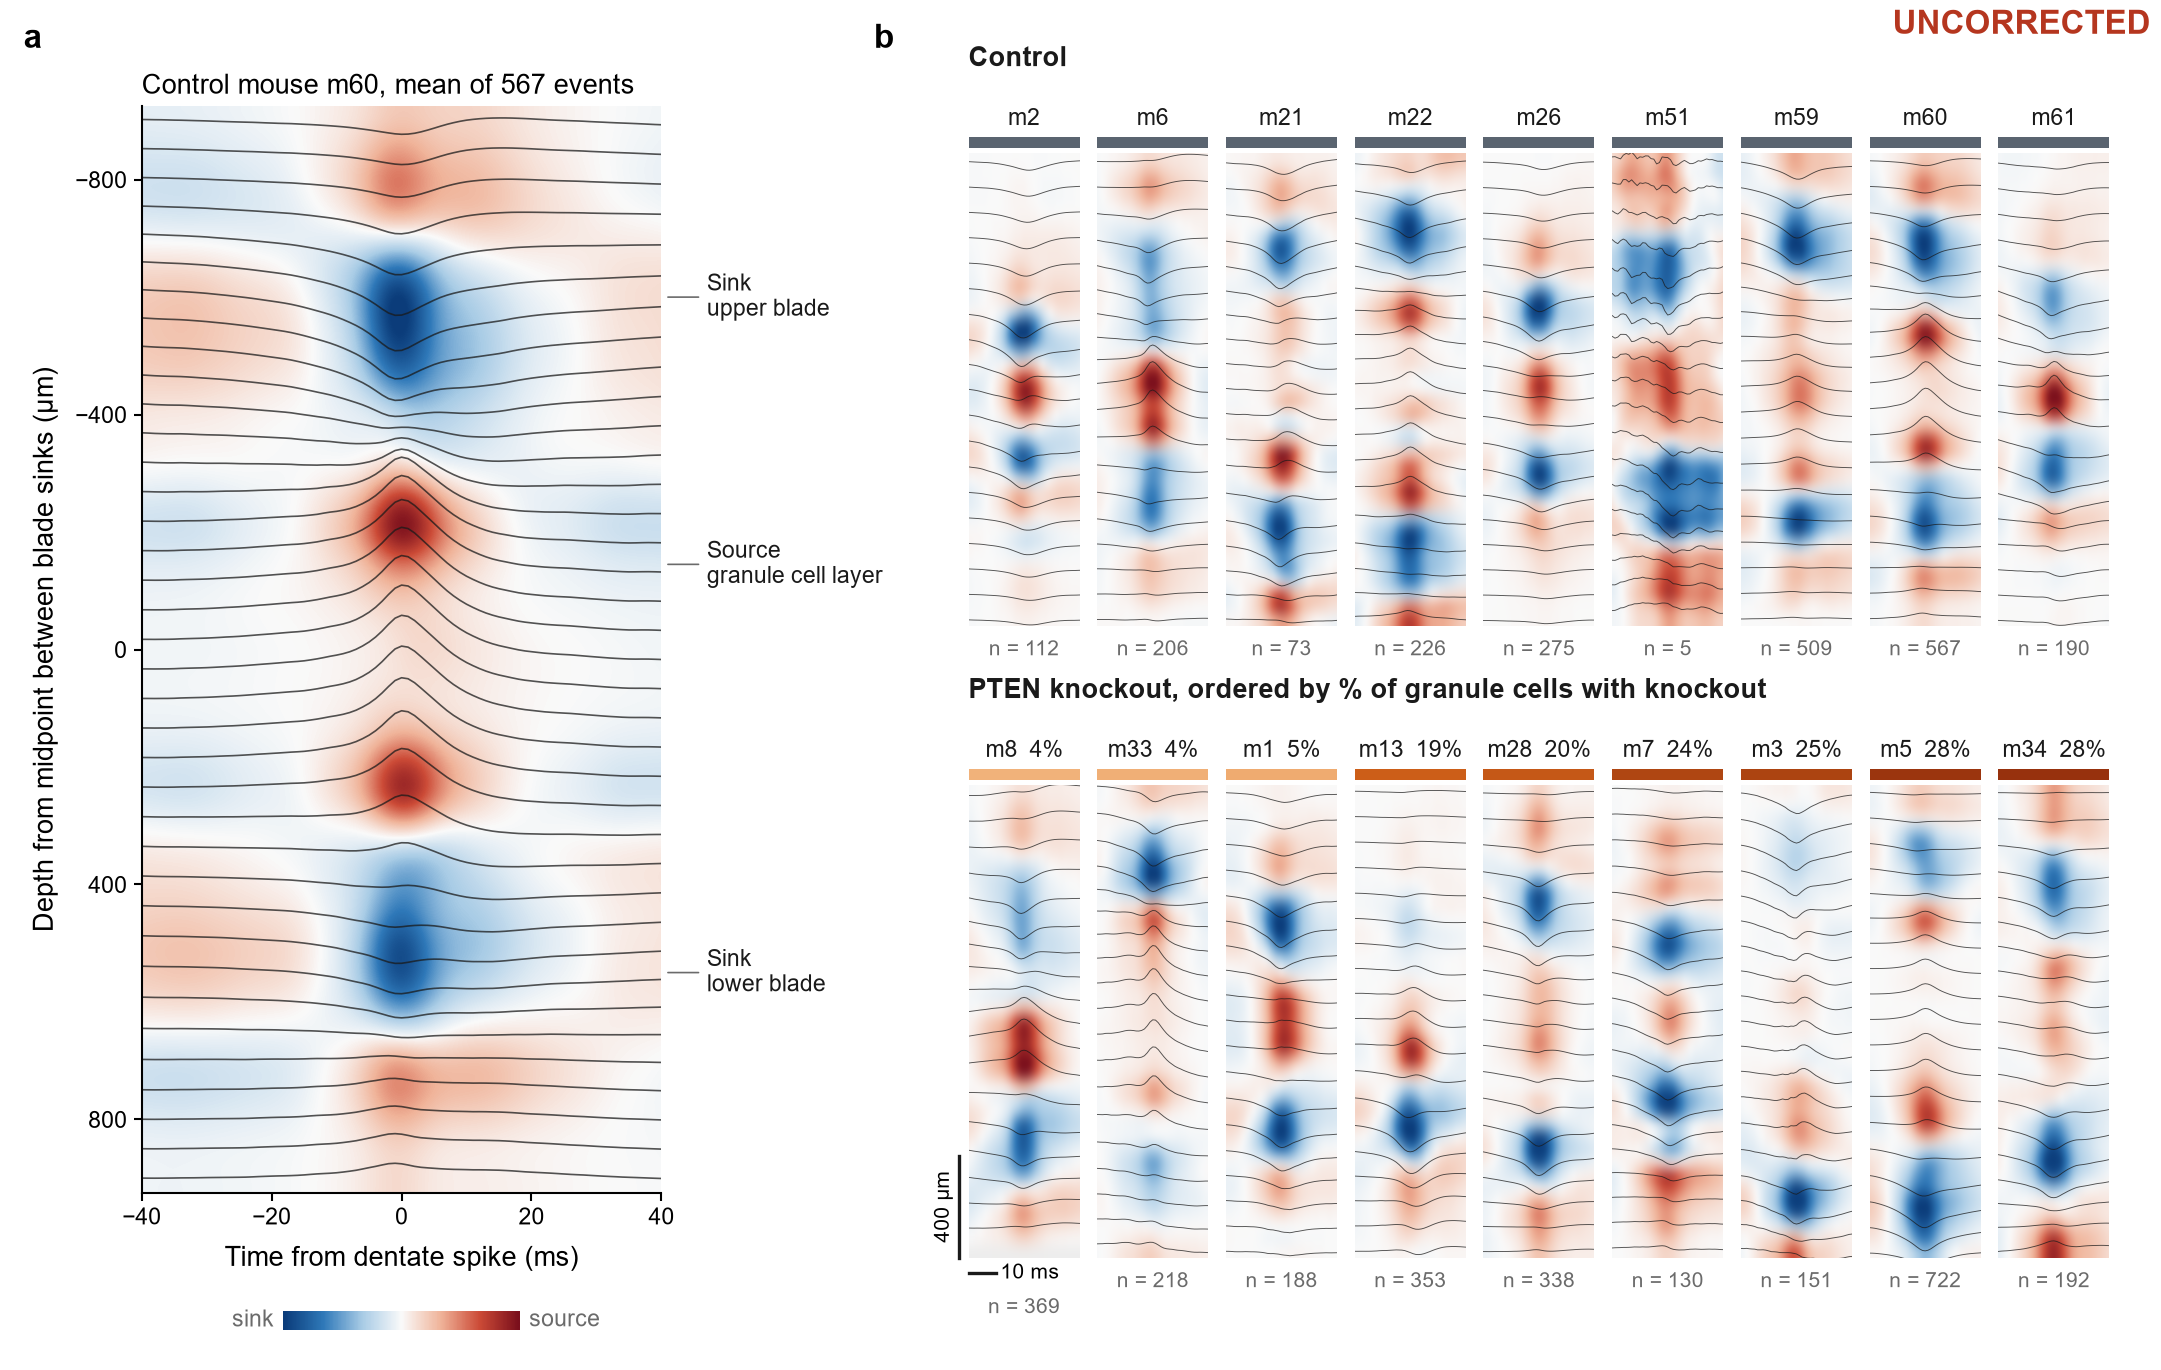 a
Control mouse m60, mean of 567 events
−800
−400
0
400
800
Depth from midpoint between blade sinks (µm)
−40
−20
0
20
40
Time from dentate spike (ms)
sink
source
Sink
upper blade
Source
granule cell layer
Sink
lower blade
b
UNCORRECTED
Control
m2 m6 m21 m22 m26 m51 m59 m60 m61
n = 112 n = 206 n = 73 n = 226 n = 275 n = 5 n = 509 n = 567 n = 190
PTEN knockout, ordered by % of granule cells with knockout
m8 4% m33 4% m1 5% m13 19% m28 20% m7 24% m3 25% m5 28% m34 28%
400 µm
10 ms
n = 369 n = 218 n = 188 n = 353 n = 338 n = 130 n = 151 n = 722 n = 192